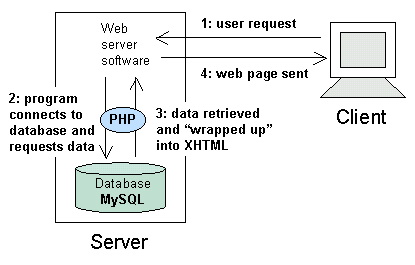 1: user request
Web
server
software
4: web page sent
2: program
connects to
database and
requests data
PHP
3: data retrieved
and “wrapped up”
into XHTML
Client
Database
MySQL
Server